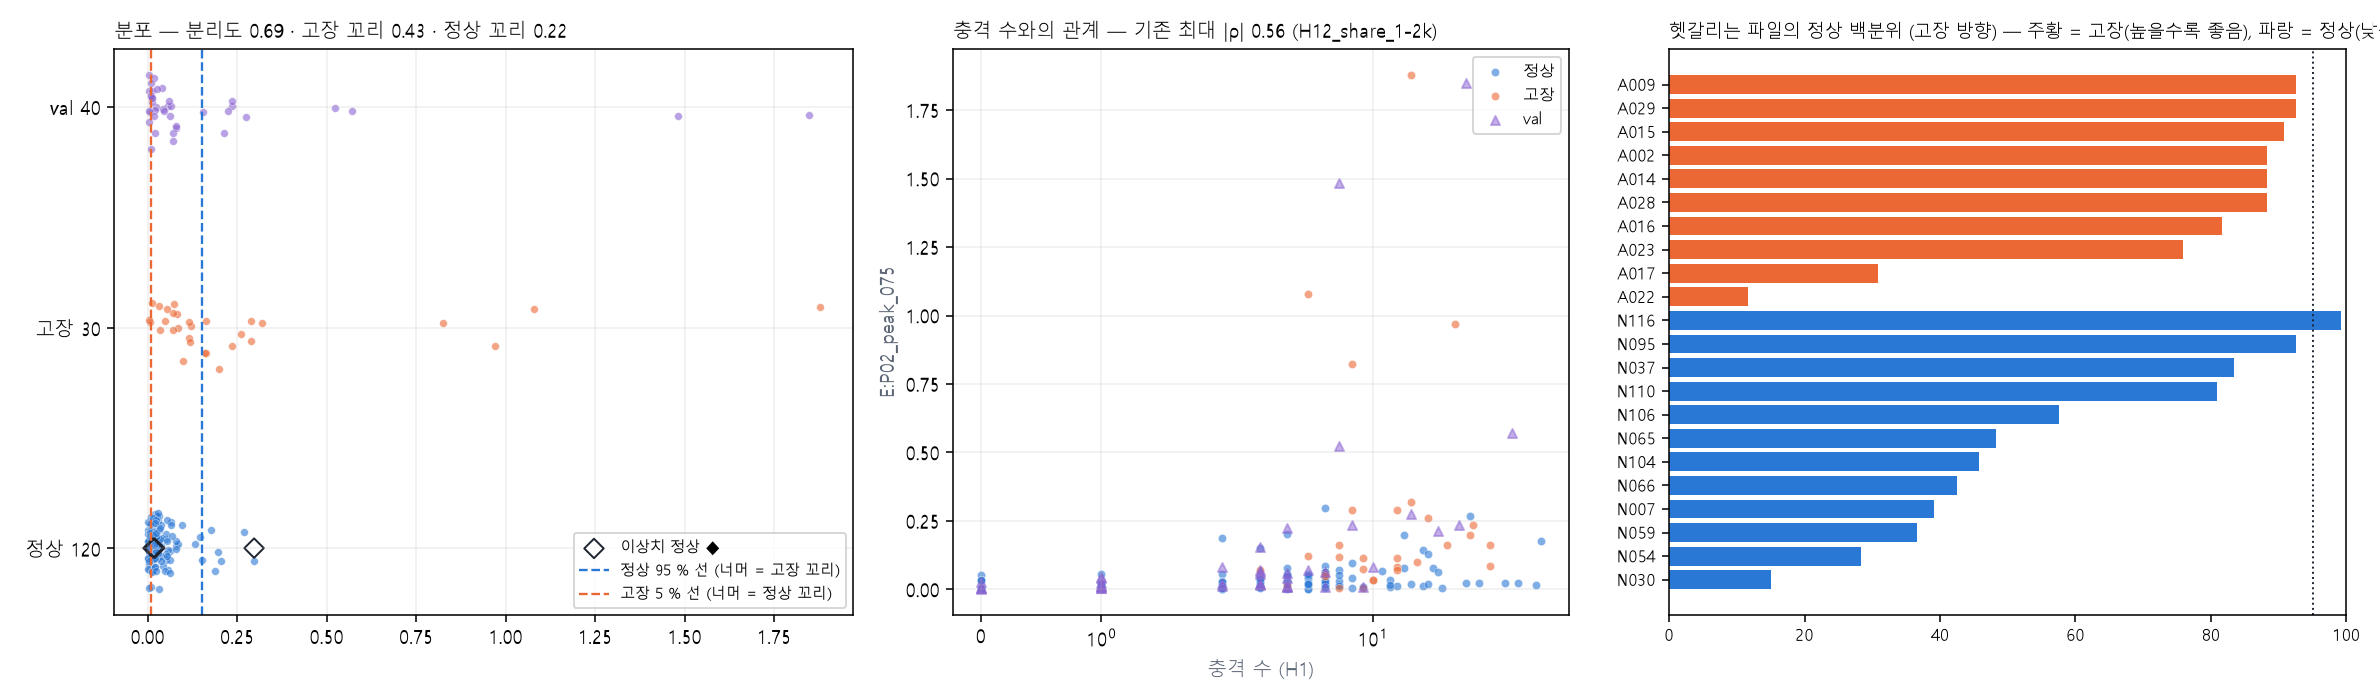 분포 — 분리도 0.69 · 고장 꼬리 0.43 · 정상 꼬리 0.22
val 40
고장 30
정상 120
이상치 정상 ◆
정상 95 % 선 (너머 = 고장 꼬리)
고장 5 % 선 (너머 = 정상 꼬리)
0.00 0.25 0.50 0.75 1.00 1.25 1.50 1.75
충격 수와의 관계 — 기존 최대 |ρ| 0.56 (H12_share_1-2k)
정상
고장
val
E:P02_peak_075
1.75
1.50
1.25
1.00
0.75
0.50
0.25
0.00
0 10⁰ 10¹
충격 수 (H1)
헷갈리는 파일의 정상 백분위 (고장 방향) — 주황 = 고장(높을수록 좋음), 파랑 = 정상(낮
A009
A029
A015
A002
A014
A028
A016
A023
A017
A022
N116
N095
N037
N110
N106
N065
N104
N066
N007
N059
N054
N030
0 20 40 60 80 100